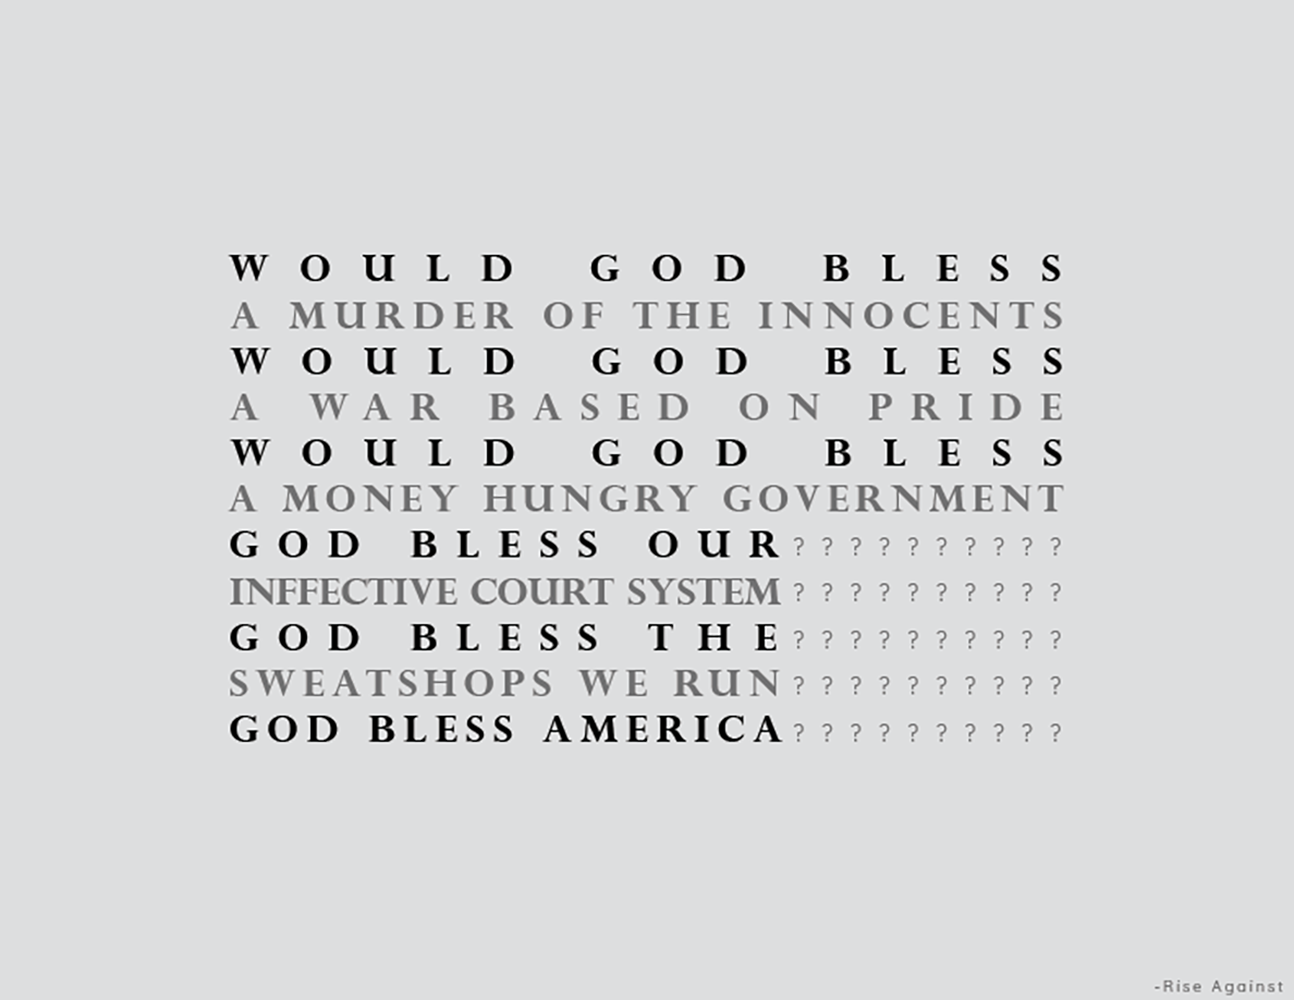 WOULD GOD BLESS
A MURDER OF THE INNOCENTS
WOULD GOD BLESS
A WAR BASED ON PRIDE
WOULD GOD BLESS
A MONEY HUNGRY GOVERNMENT
GOD BLESS OUR ? ? ? ? ? ? ? ? ? ?
INFFECTIVE COURT SYSTEM ? ? ? ? ? ? ? ? ? ?
GOD BLESS THE ? ? ? ? ? ? ? ? ? ?
SWEATSHOPS WE RUN ? ? ? ? ? ? ? ? ? ?
GOD BLESS AMERICA ? ? ? ? ? ? ? ? ? ?
-Rise Against